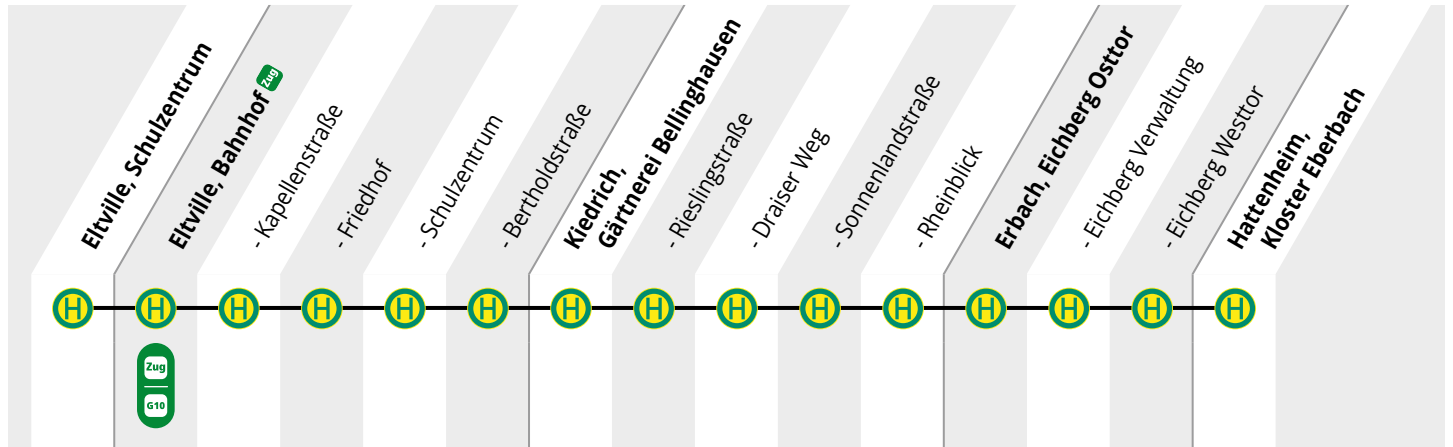 Eltville, Schulzentrum
Eltville, Bahnhof Zug
- Kapellenstraße
- Friedhof
- Schulzentrum
- Bertholdstraße
Kiedrich,
Gärtnerei Bellinghausen
- Rieslingstraße
- Draiser Weg
- Sonnenlandstraße
- Rheinblick
Erbach, Eichberg Osttor
- Eichberg Verwaltung
- Eichberg Westtor
Hattenheim,
Kloster Eberbach
H H H H H H H H H H H H H H H
Zug
G10